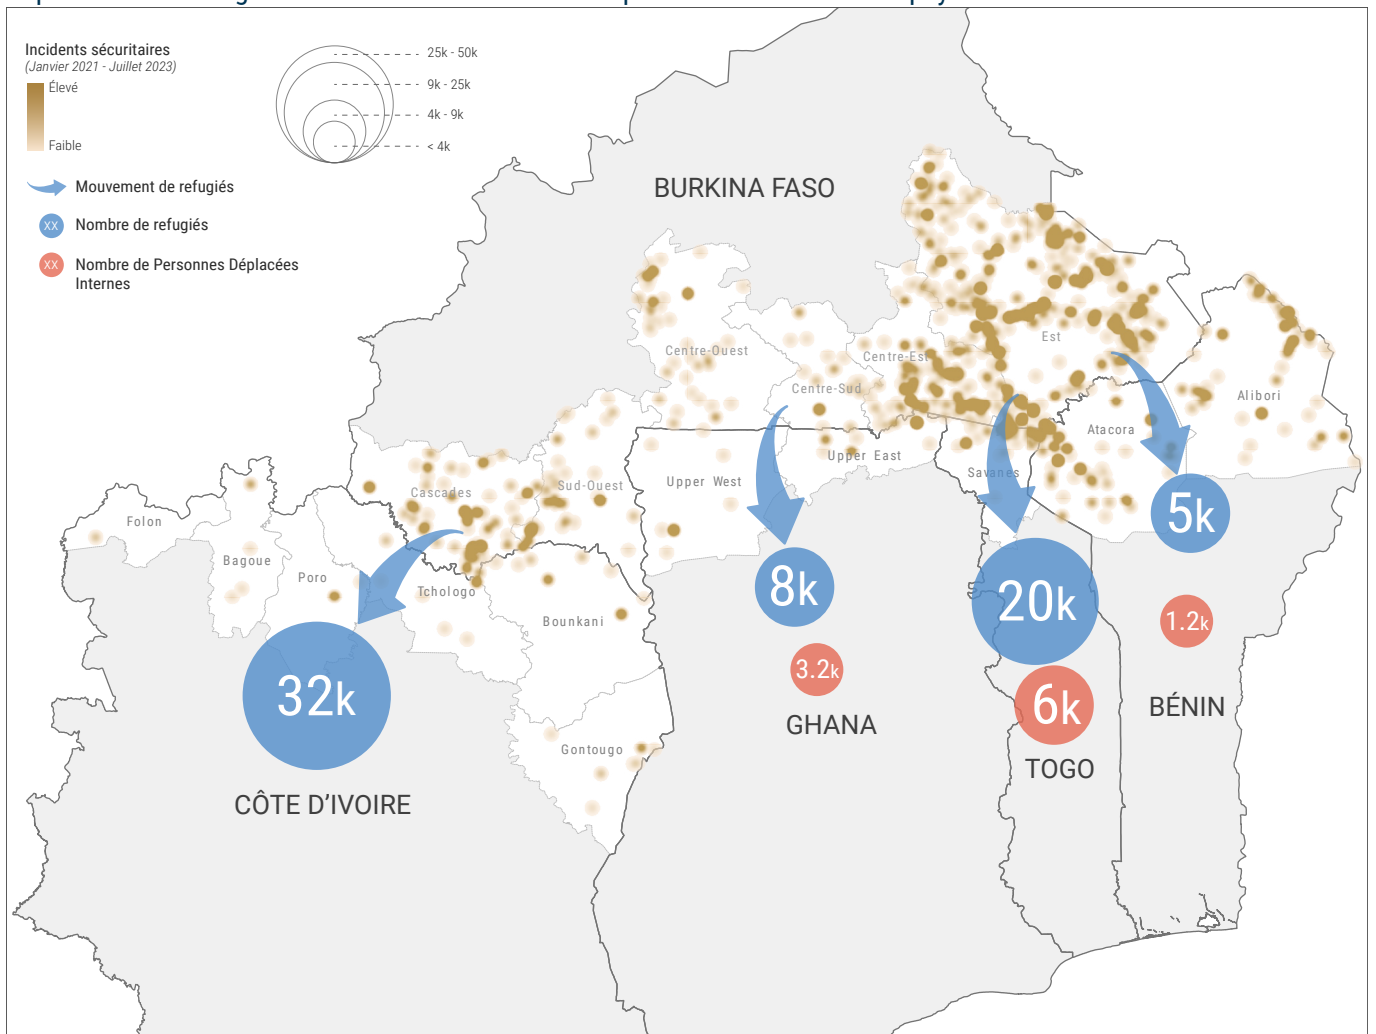 Incidents sécuritaires
(Janvier 2021 - Juillet 2023)
Élevé
Faible
25k - 50k
9k - 25k
4k - 9k
< 4k
Mouvement de refugiés
XX Nombre de refugiés
XX Nombre de Personnes Déplacées
Internes
BURKINA FASO
Centre-Ouest
Centre-Est
Est
Centre-Sud
Alibori
Atacora
Upper East
Savanes
Upper West
Cascades
Sud-Ouest
Folon
Bagoue
Poro
Tchologo
Bounkani
Gontougo
5k
8k
20k
1.2k
3.2k
32k
6k
BÉNIN
GHANA
TOGO
CÔTE D'IVOIRE